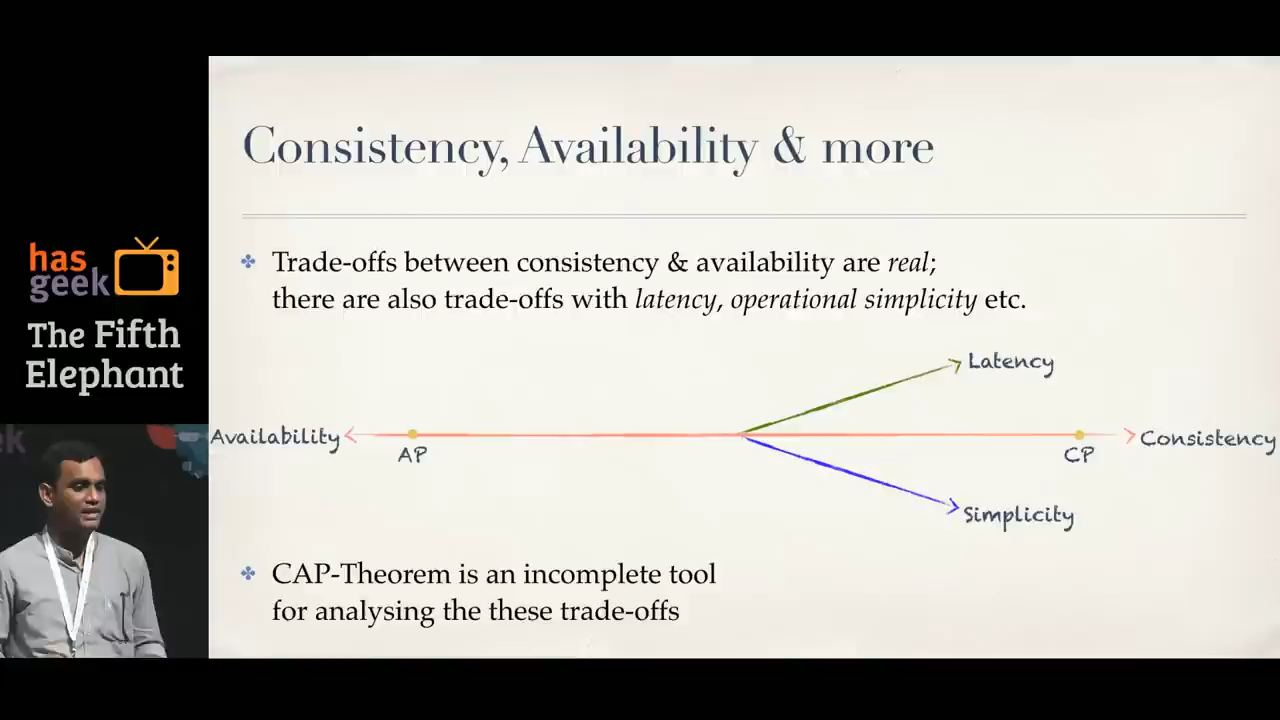 Consistency, Availability & more
has
geek
The Fifth
Elephant
Trade-offs between consistency & availability are real;
there are also trade-offs with latency, operational simplicity etc.
Latency
Availability
AP
CP
Consistency
Simplicity
CAP-Theorem is an incomplete tool
for analysing the these trade-offs